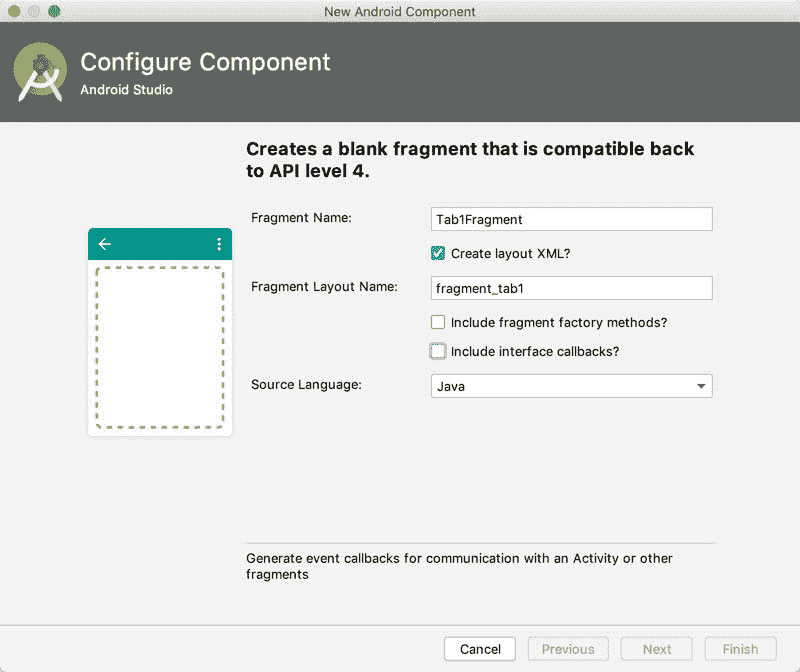 New Android Component
Configure Component
Android Studio
Creates a blank fragment that is compatible back
to API level 4.
Fragment Name:
Tab1Fragment
Create layout XML?
Fragment Layout Name:
fragment_tab1
Include fragment factory methods?
Include interface callbacks?
Source Language:
Java
Generate event callbacks for communication with an Activity or other
fragments
Cancel
Previous
Next
Finish